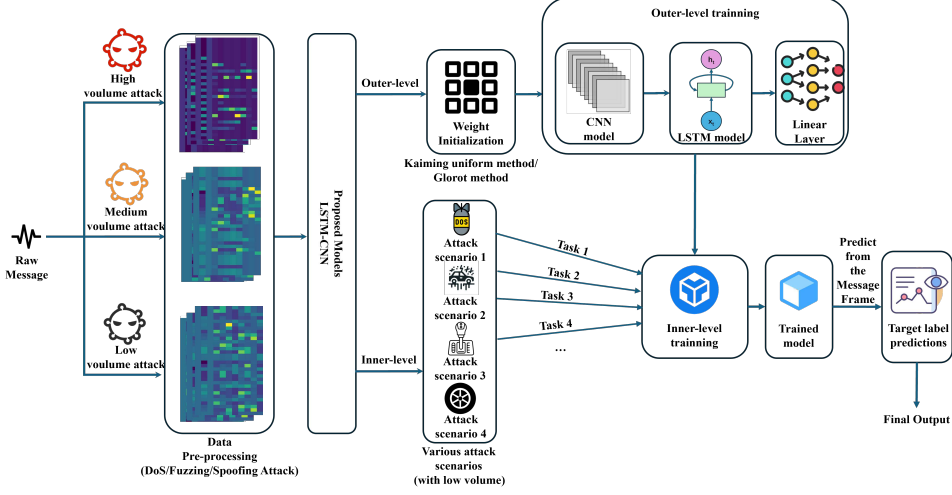 Raw
Message
High
voulume attack
Medium
voulume attack
Low
voulume attack
Data
Pre-processing
(DoS/Fuzzing/Spoofing Attack)
Proposed Models
LSTM-CNN
Outer-level
Inner-level
Weight
Initialization
Kaiming uniform method/
Glorot method
Outer-level trainning
CNN
model
hₜ
xₜ
LSTM model
Linear
Layer
DOS
Attack
scenario 1
Attack
scenario 2
Attack
scenario 3
Attack
scenario 4
Various attack
scenarios
(with low volume)
Task 1
Task 2
Task 3
Task 4
...
Inner-level
trainning
Trained
model
Predict
from
the
Message
Frame
Target label
predictions
Final Output